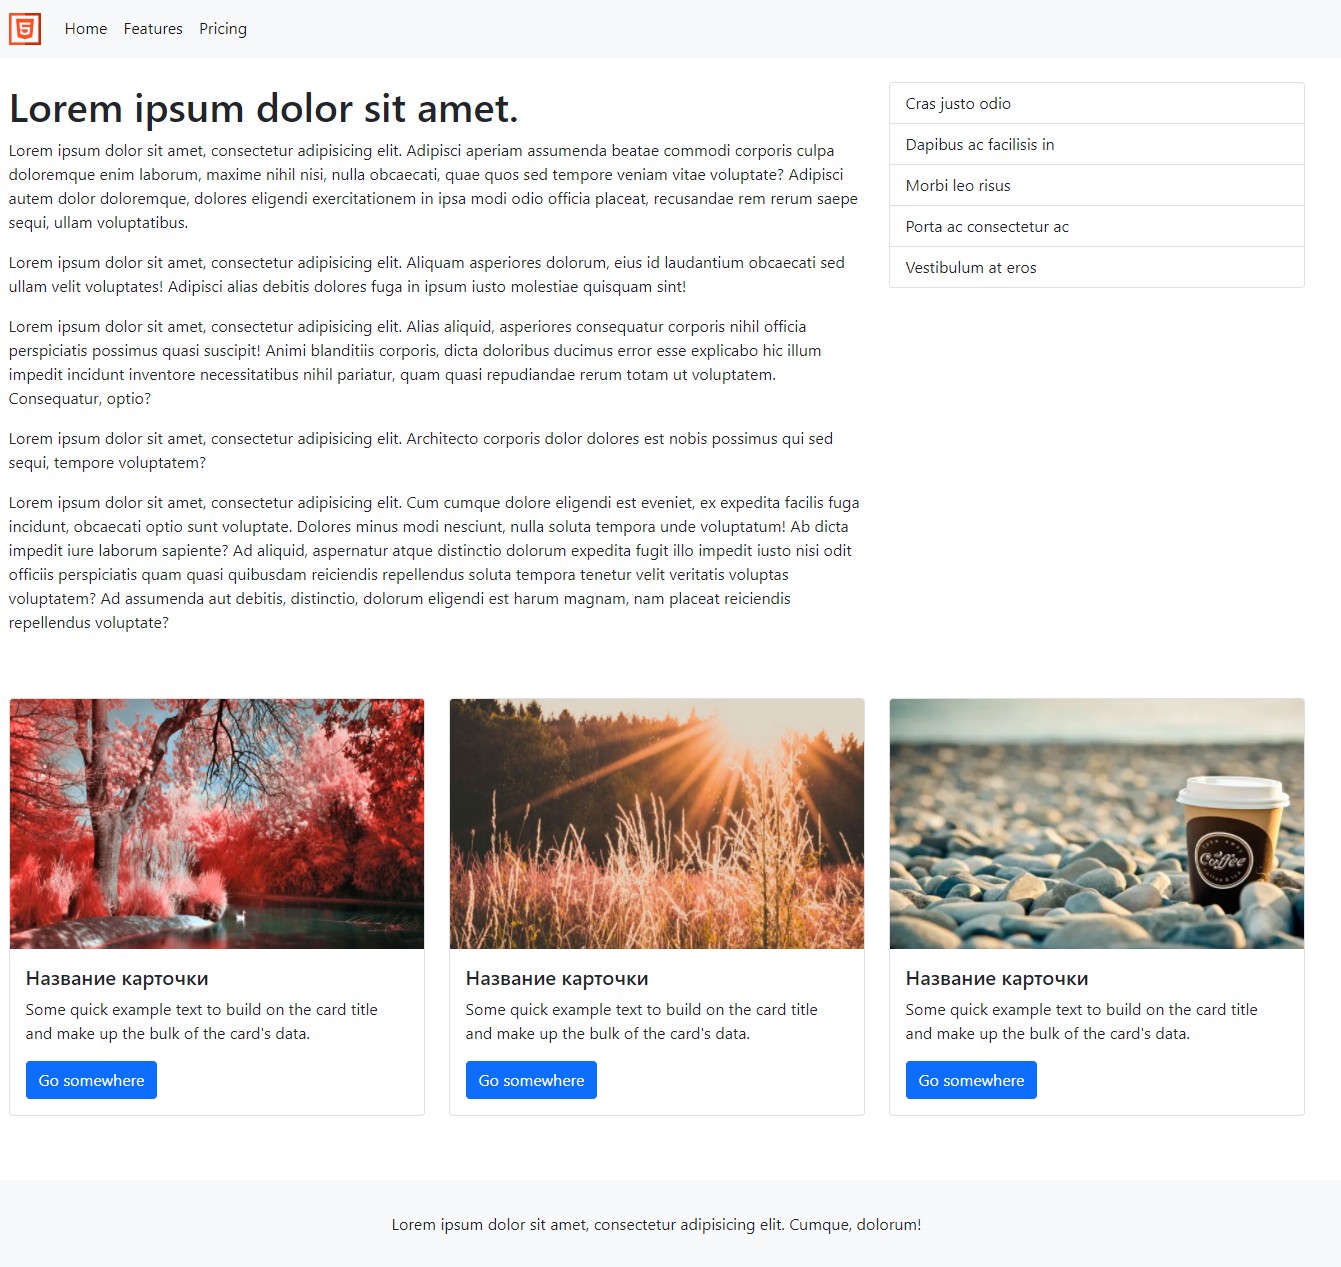 5
Home Features Pricing
Lorem ipsum dolor sit amet.
Lorem ipsum dolor sit amet, consectetur adipisicing elit. Adipisci aperiam assumenda beatae commodi corporis culpa
doloremque enim laborum, maxime nihil nisi, nulla obcaecati, quae quos sed tempore veniam vitae voluptate? Adipisci
autem dolor doloremque, dolores eligendi exercitationem in ipsa modi odio officia placeat, recusandae rem rerum saepe
sequi, ullam voluptatibus.
Lorem ipsum dolor sit amet, consectetur adipisicing elit. Aliquam asperiores dolorum, eius id laudantium obcaecati sed
ullam velit voluptates! Adipisci alias debitis dolores fuga in ipsum iusto molestiae quisquam sint!
Lorem ipsum dolor sit amet, consectetur adipisicing elit. Alias aliquid, asperiores consequatur corporis nihil officia
perspiciatis possimus quasi suscipit! Animi blanditiis corporis, dicta doloribus ducimus error esse explicabo hic illum
impedit incidunt inventore necessitatibus nihil pariatur, quam quasi repudiandae rerum totam ut voluptatem.
Consequatur, optio?
Lorem ipsum dolor sit amet, consectetur adipisicing elit. Architecto corporis dolor dolores est nobis possimus qui sed
sequi, tempore voluptatem?
Lorem ipsum dolor sit amet, consectetur adipisicing elit. Cum cumque dolore eligendi est eveniet, ex expedita facilis fuga
incidunt, obcaecati optio sunt voluptate. Dolores minus modi nesciunt, nulla soluta tempora unde voluptatum! Ab dicta
impedit iure laborum sapiente? Ad aliquid, aspernatur atque distinctio dolorum expedita fugit illo impedit iusto nisi odit
officiis perspiciatis quam quasi quibusdam reiciendis repellendus soluta tempora tenetur velit veritatis voluptas
voluptatem? Ad assumenda aut debitis, distinctio, dolorum eligendi est harum magnam, nam placeat reiciendis
repellendus voluptate?
Cras justo odio
Dapibus ac facilisis in
Morbi leo risus
Porta ac consectetur ac
Vestibulum at eros
Название карточки
Some quick example text to build on the card title
and make up the bulk of the card's data.
Go somewhere
Название карточки
Some quick example text to build on the card title
and make up the bulk of the card's data.
Go somewhere
Coffee
Название карточки
Some quick example text to build on the card title
and make up the bulk of the card's data.
Go somewhere
Lorem ipsum dolor sit amet, consectetur adipisicing elit. Cumque, dolorum!